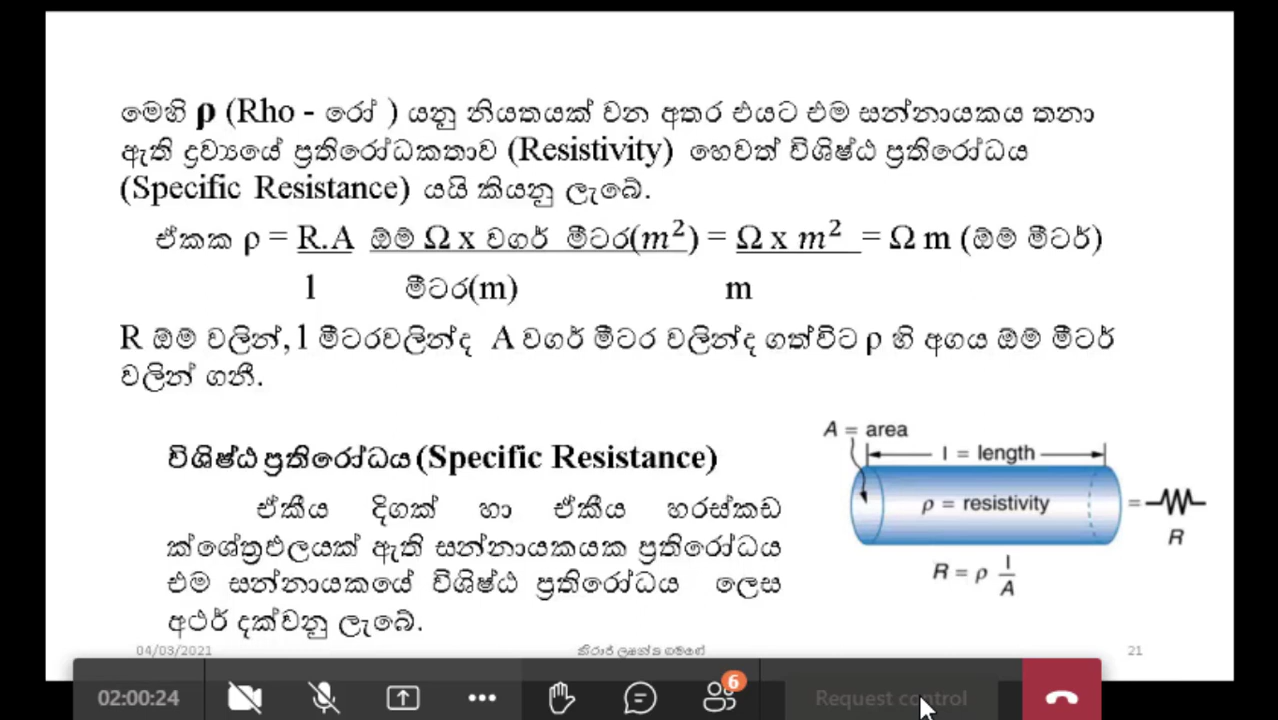 මෙහි ρ (Rho - රෝ ) යනු නියතයක් වන අතර එයට එම සන්නායකය තනා
ඇති ද්‍රව්‍යයේ ප්‍රතිරෝධකතාව (Resistivity) හෙවත් විශිෂ්ඨ ප්‍රතිරෝධය
(Specific Resistance) යයි කියනු ලැබේ.
ඒකක ρ = R.A ඕම් Ω x වගර් මීටර(m²) = Ω x m² = Ω m (ඕම් මීටර්)
l මීටර(m) m
R ඕම් වලින්, l මීටරවලින්ද A වගර් මීටර වලින්ද ගත්විට ρ හි අගය ඕම් මීටර්
වලින් ගනී.
විශිෂ්ඨ ප්‍රතිරෝධය (Specific Resistance)
ඒකීය දිගක් හා ඒකීය හරස්කඩ
ක්ශේත්‍රඵලයක් ඇති සන්නායකයක ප්‍රතිරෝධය
එම සන්නායකයේ විශිෂ්ඨ ප්‍රතිරෝධය ලෙස
අථර් දක්වනු ලැබේ.
A = area
l = length
ρ = resistivity
=
R
R = ρ l
A
04/03/2021 21
02:00:24 6 Request control